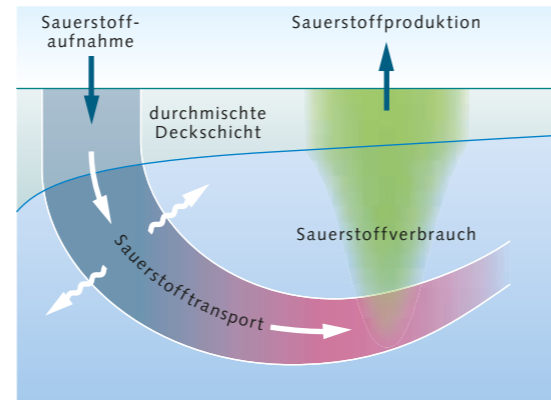 Sauerstoff-
aufnahme
Sauerstoffproduktion
durchmischte
Deckschicht
Sauerstoffverbrauch
Sauerstofftransport